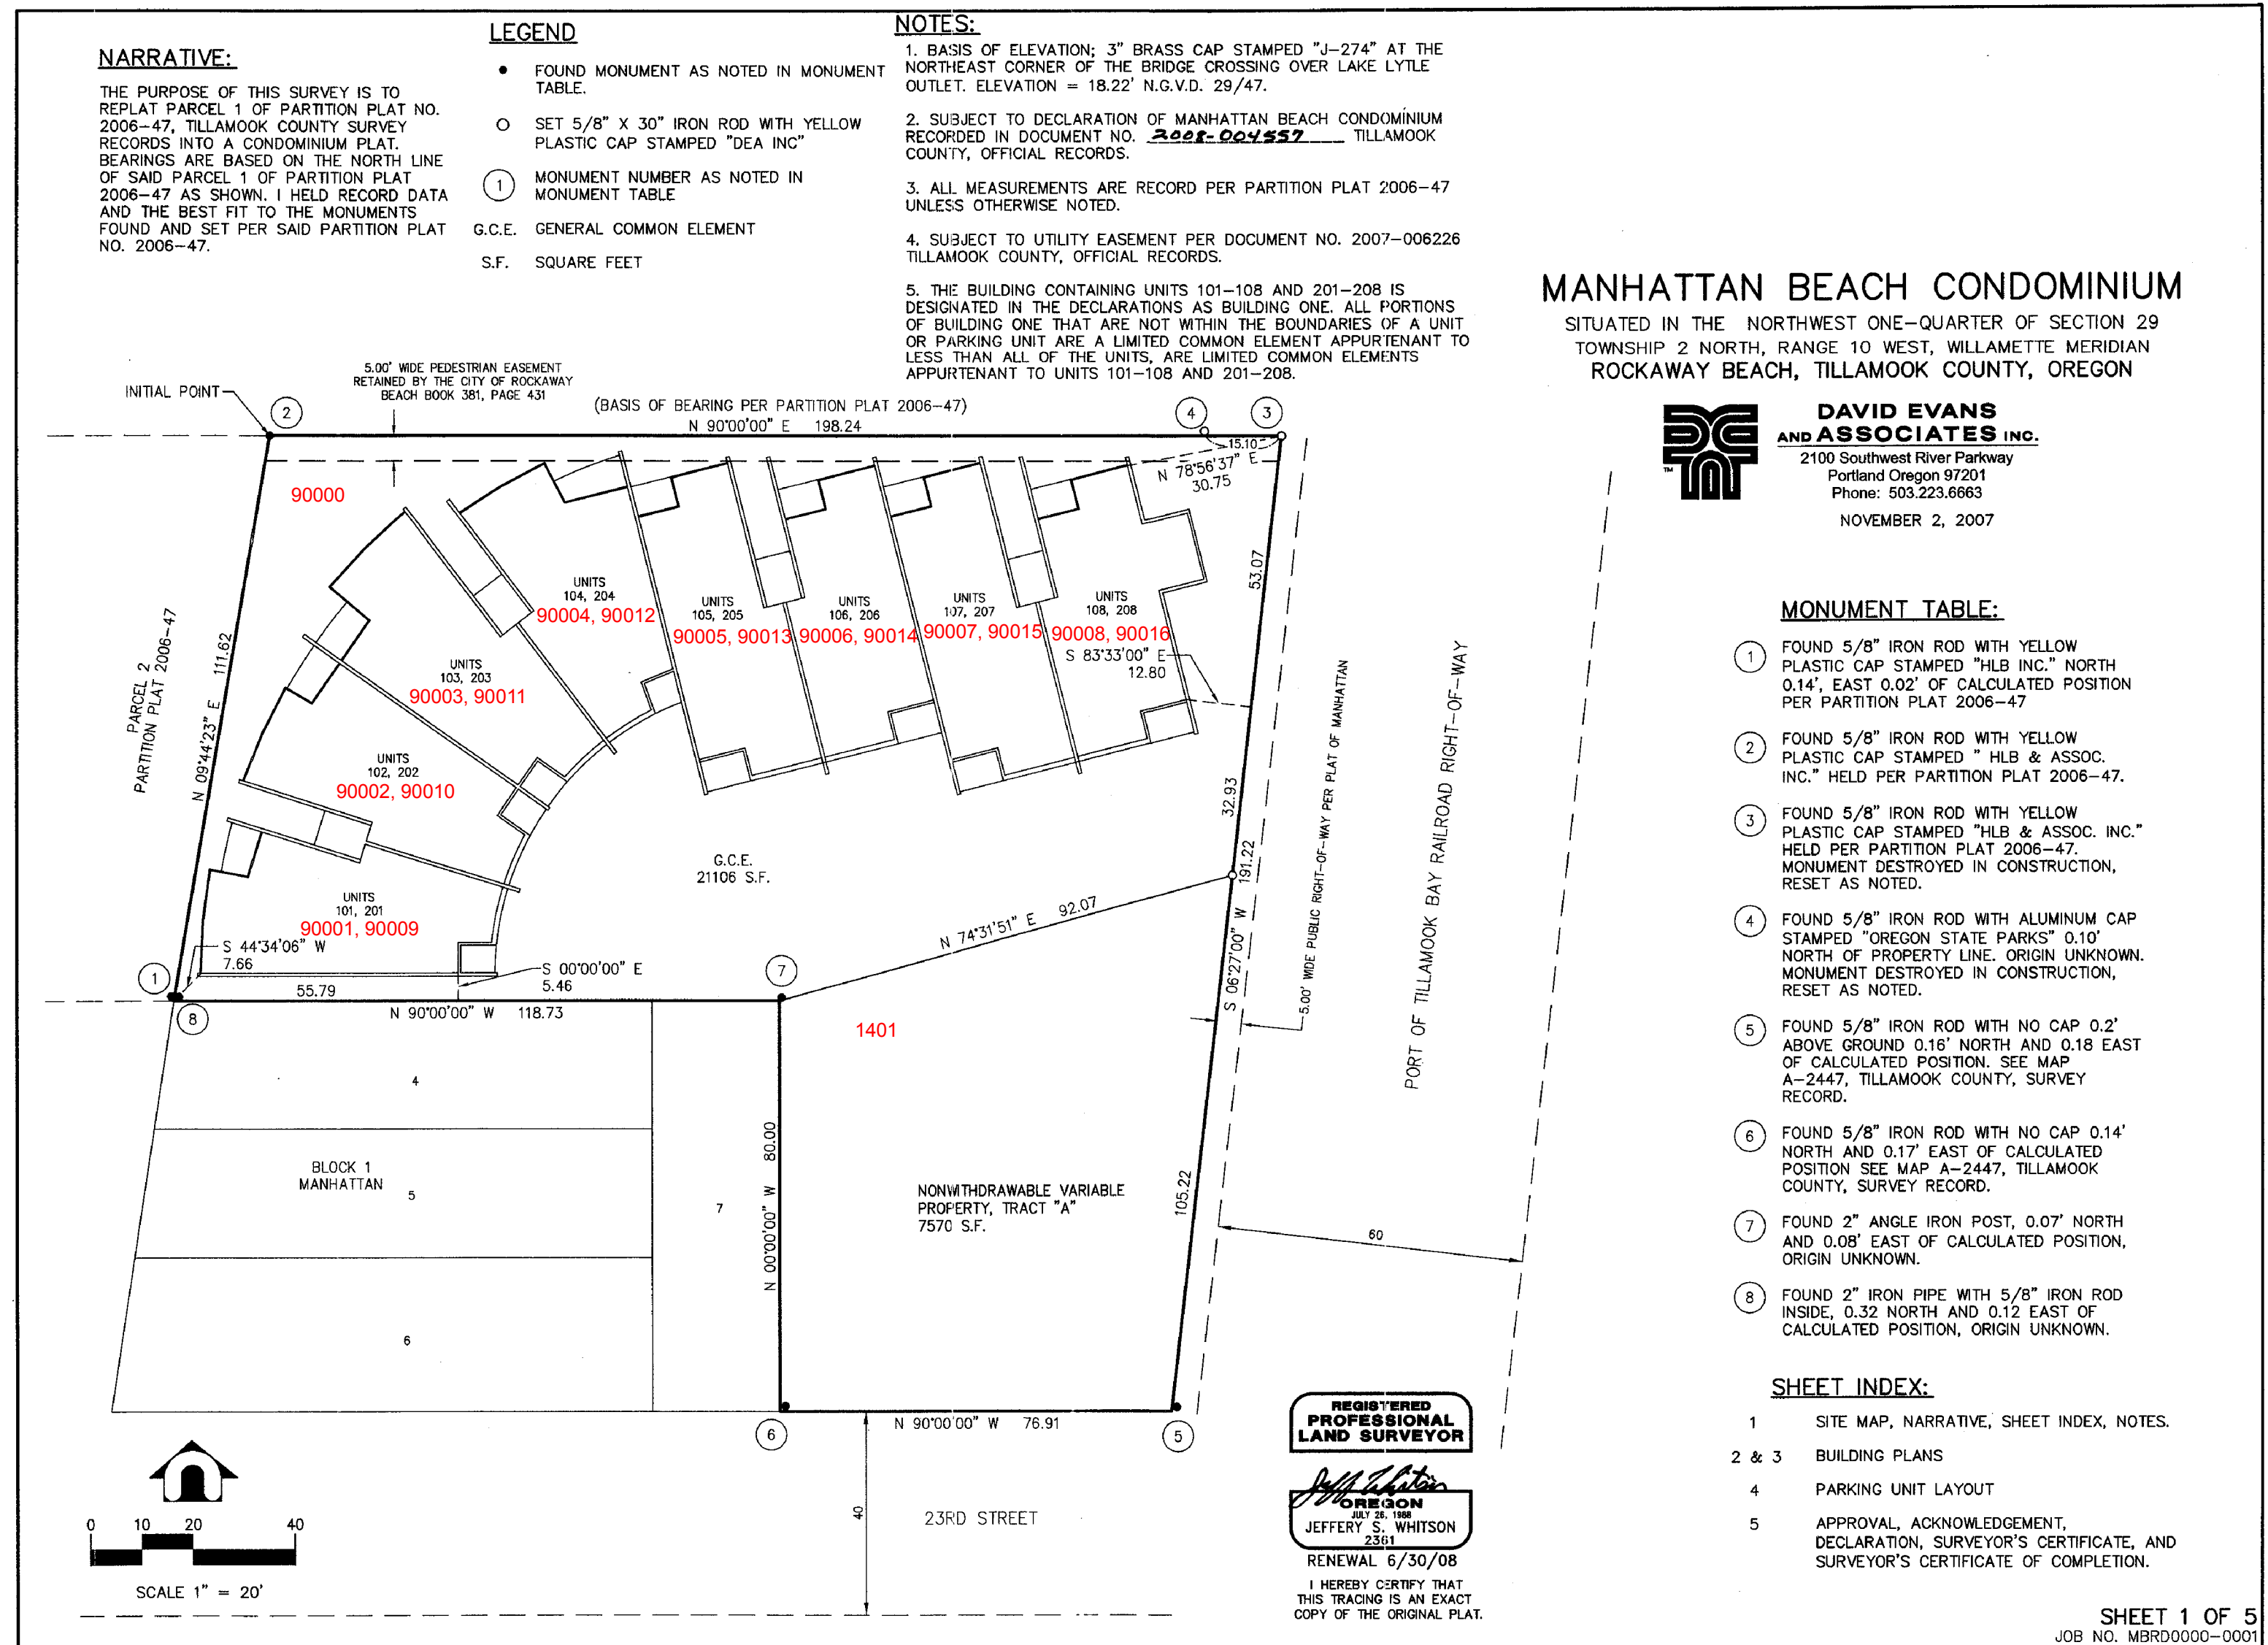 NARRATIVE:
THE PURPOSE OF THIS SURVEY IS TO
REPLAT PARCEL 1 OF PARTITION PLAT NO.
2006-47, TILLAMOOK COUNTY SURVEY
RECORDS INTO A CONDOMINIUM PLAT.
BEARINGS ARE BASED ON THE NORTH LINE
OF SAID PARCEL 1 OF PARTITION PLAT
2006-47 AS SHOWN. I HELD RECORD DATA
AND THE BEST FIT TO THE MONUMENTS
FOUND AND SET PER SAID PARTITION PLAT
NO. 2006-47.
LEGEND
FOUND MONUMENT AS NOTED IN MONUMENT
TABLE.
SET 5/8" X 30" IRON ROD WITH YELLOW
PLASTIC CAP STAMPED "DEA INC"
1 MONUMENT NUMBER AS NOTED IN
MONUMENT TABLE
G.C.E. GENERAL COMMON ELEMENT
S.F. SQUARE FEET
NOTES:
1. BASIS OF ELEVATION; 3" BRASS CAP STAMPED "J-274" AT THE
NORTHEAST CORNER OF THE BRIDGE CROSSING OVER LAKE LYTLE
OUTLET. ELEVATION = 18.22' N.G.V.D. 29/47.
2. SUBJECT TO DECLARATION OF MANHATTAN BEACH CONDOMINIUM
RECORDED IN DOCUMENT NO. 2008-004557 TILLAMOOK
COUNTY, OFFICIAL RECORDS.
3. ALL MEASUREMENTS ARE RECORD PER PARTITION PLAT 2006-47
UNLESS OTHERWISE NOTED.
4. SUBJECT TO UTILITY EASEMENT PER DOCUMENT NO. 2007-006226
TILLAMOOK COUNTY, OFFICIAL RECORDS.
5. THE BUILDING CONTAINING UNITS 101-108 AND 201-208 IS
DESIGNATED IN THE DECLARATIONS AS BUILDING ONE. ALL PORTIONS
OF BUILDING ONE THAT ARE NOT WITHIN THE BOUNDARIES OF A UNIT
OR PARKING UNIT ARE A LIMITED COMMON ELEMENT APPURTENANT TO
LESS THAN ALL OF THE UNITS, ARE LIMITED COMMON ELEMENTS
APPURTENANT TO UNITS 101-108 AND 201-208.
MANHATTAN BEACH CONDOMINIUM
SITUATED IN THE NORTHWEST ONE-QUARTER OF SECTION 29
TOWNSHIP 2 NORTH, RANGE 10 WEST, WILLAMETTE MERIDIAN
ROCKAWAY BEACH, TILLAMOOK COUNTY, OREGON
TM
DAVID EVANS
AND ASSOCIATES INC.
2100 Southwest River Parkway
Portland Oregon 97201
Phone: 503.223.6663
NOVEMBER 2, 2007
INITIAL POINT
5.00' WIDE PEDESTRIAN EASEMENT
RETAINED BY THE CITY OF ROCKAWAY
BEACH BOOK 381, PAGE 431
(BASIS OF BEARING PER PARTITION PLAT 2006-47)
N 90°00'00" E 198.24
2
4
3
15.10
N 78°56'37" E
30.75
90000
53.07
UNITS
104, 204
90004, 90012
UNITS
105, 205
90005, 90013
UNITS
106, 206
90006, 90014
UNITS
107, 207
90007, 90015
UNITS
108, 208
90008, 90016
S 83°33'00" E
12.80
UNITS
103, 203
90003, 90011
UNITS
102, 202
90002, 90010
UNITS
101, 201
90001, 90009
PARCEL 2
PARTITION PLAT 2006-47
N 09°44'23" E 111.62
G.C.E.
21106 S.F.
32.93
191.22
S 06°27'00" W
N 74°31'51" E 92.07
S 44°34'06" W
7.66
S 00°00'00" E
5.46
55.79
N 90°00'00" W 118.73
1
8
7
1401
5.00' WIDE PUBLIC RIGHT-OF-WAY PER PLAT OF MANHATTAN
PORT OF TILLAMOOK BAY RAILROAD RIGHT-OF-WAY
4
BLOCK 1
MANHATTAN
5
6
7
N 00°00'00" W 80.00
NONWITHDRAWABLE VARIABLE
PROPERTY, TRACT "A"
7570 S.F.
105.22
60
N 90°00'00" W 76.91
6
5
40
23RD STREET
0 10 20 40
SCALE 1" = 20'
MONUMENT TABLE:
1 FOUND 5/8" IRON ROD WITH YELLOW
PLASTIC CAP STAMPED "HLB INC." NORTH
0.14', EAST 0.02' OF CALCULATED POSITION
PER PARTITION PLAT 2006-47
2 FOUND 5/8" IRON ROD WITH YELLOW
PLASTIC CAP STAMPED " HLB & ASSOC.
INC." HELD PER PARTITION PLAT 2006-47.
3 FOUND 5/8" IRON ROD WITH YELLOW
PLASTIC CAP STAMPED "HLB & ASSOC. INC."
HELD PER PARTITION PLAT 2006-47.
MONUMENT DESTROYED IN CONSTRUCTION,
RESET AS NOTED.
4 FOUND 5/8" IRON ROD WITH ALUMINUM CAP
STAMPED "OREGON STATE PARKS" 0.10'
NORTH OF PROPERTY LINE. ORIGIN UNKNOWN.
MONUMENT DESTROYED IN CONSTRUCTION,
RESET AS NOTED.
5 FOUND 5/8" IRON ROD WITH NO CAP 0.2'
ABOVE GROUND 0.16' NORTH AND 0.18 EAST
OF CALCULATED POSITION. SEE MAP
A-2447, TILLAMOOK COUNTY, SURVEY
RECORD.
6 FOUND 5/8" IRON ROD WITH NO CAP 0.14'
NORTH AND 0.17' EAST OF CALCULATED
POSITION SEE MAP A-2447, TILLAMOOK
COUNTY, SURVEY RECORD.
7 FOUND 2" ANGLE IRON POST, 0.07' NORTH
AND 0.08' EAST OF CALCULATED POSITION,
ORIGIN UNKNOWN.
8 FOUND 2" IRON PIPE WITH 5/8" IRON ROD
INSIDE, 0.32 NORTH AND 0.12 EAST OF
CALCULATED POSITION, ORIGIN UNKNOWN.
SHEET INDEX:
1 SITE MAP, NARRATIVE, SHEET INDEX, NOTES.
2 & 3 BUILDING PLANS
4 PARKING UNIT LAYOUT
5 APPROVAL, ACKNOWLEDGEMENT,
DECLARATION, SURVEYOR'S CERTIFICATE, AND
SURVEYOR'S CERTIFICATE OF COMPLETION.
REGISTERED
PROFESSIONAL
LAND SURVEYOR
Jeff Whitson
OREGON
JULY 26, 1988
JEFFERY S. WHITSON
2361
RENEWAL 6/30/08
I HEREBY CERTIFY THAT
THIS TRACING IS AN EXACT
COPY OF THE ORIGINAL PLAT.
SHEET 1 OF 5
JOB NO. MBRD0000-0001